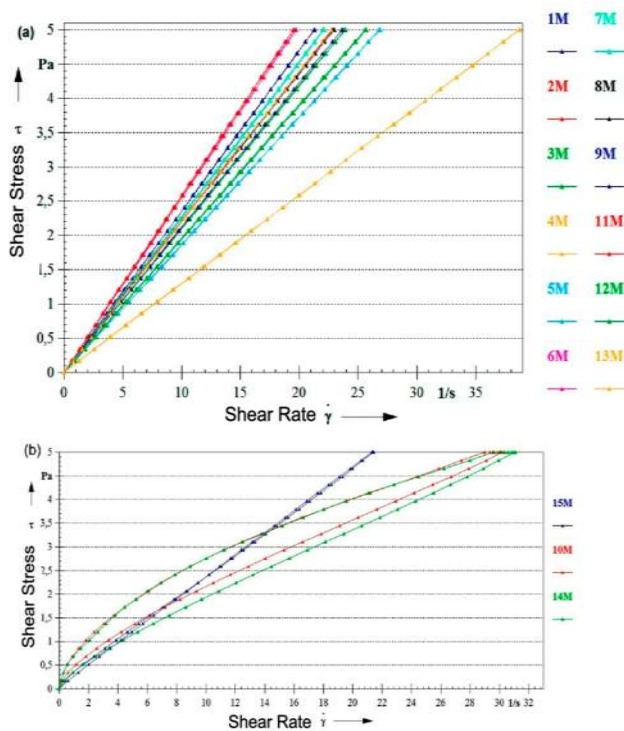 (a)
5
Pa
4
3,5
3
2,5
2
1,5
1
0,5
0
Shear Stress τ
0 5 10 15 20 25 1/s 35
Shear Rate γ̇
1M 7M
2M 8M
3M 9M
4M 11M
5M 12M
6M 13M
(b)
5
Pa
4
3,5
3
2,5
2
1,5
1
0,5
0
Shear Stress τ
0 2 4 6 8 10 12 14 16 18 20 22 24 26 28 1/s 32
Shear Rate γ̇
15M
10M
14M